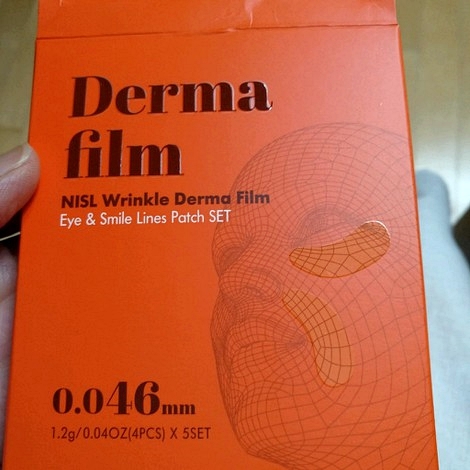 Derma
film
NISL Wrinkle Derma Film
Eye & Smile Lines Patch SET
0.046mm
1.2g/0.04OZ(4PCS) X 5SET